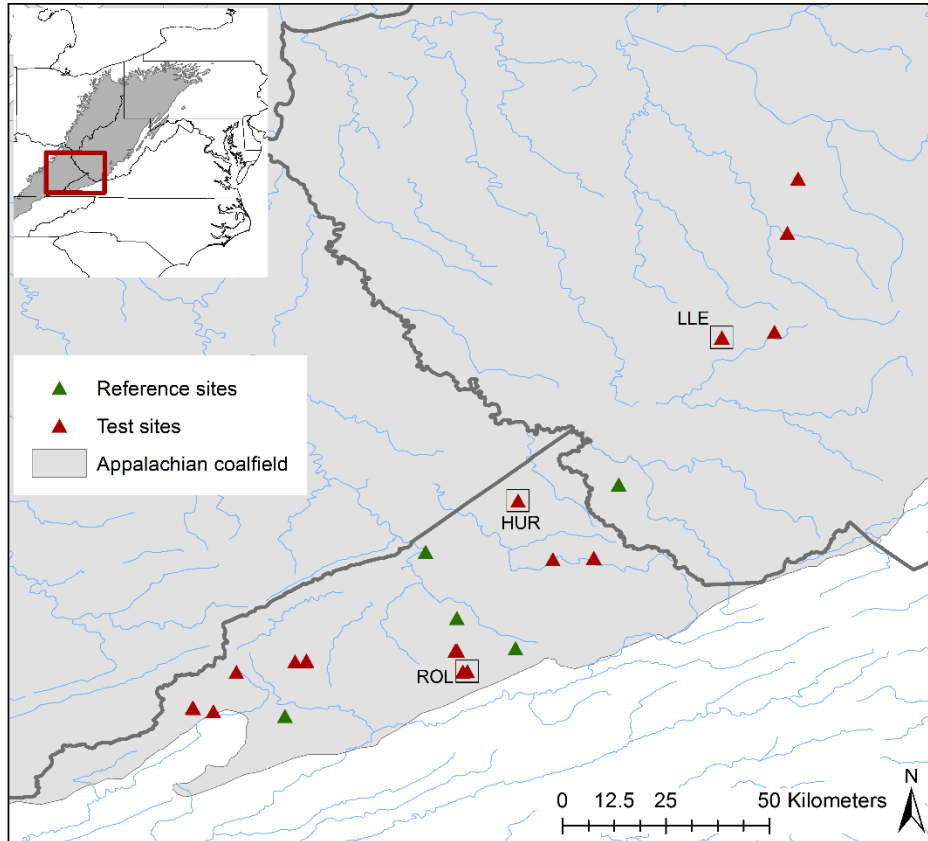 LLE
Reference sites
Test sites
Appalachian coalfield
HUR
ROL
N
0 12.5 25 50 Kilometers